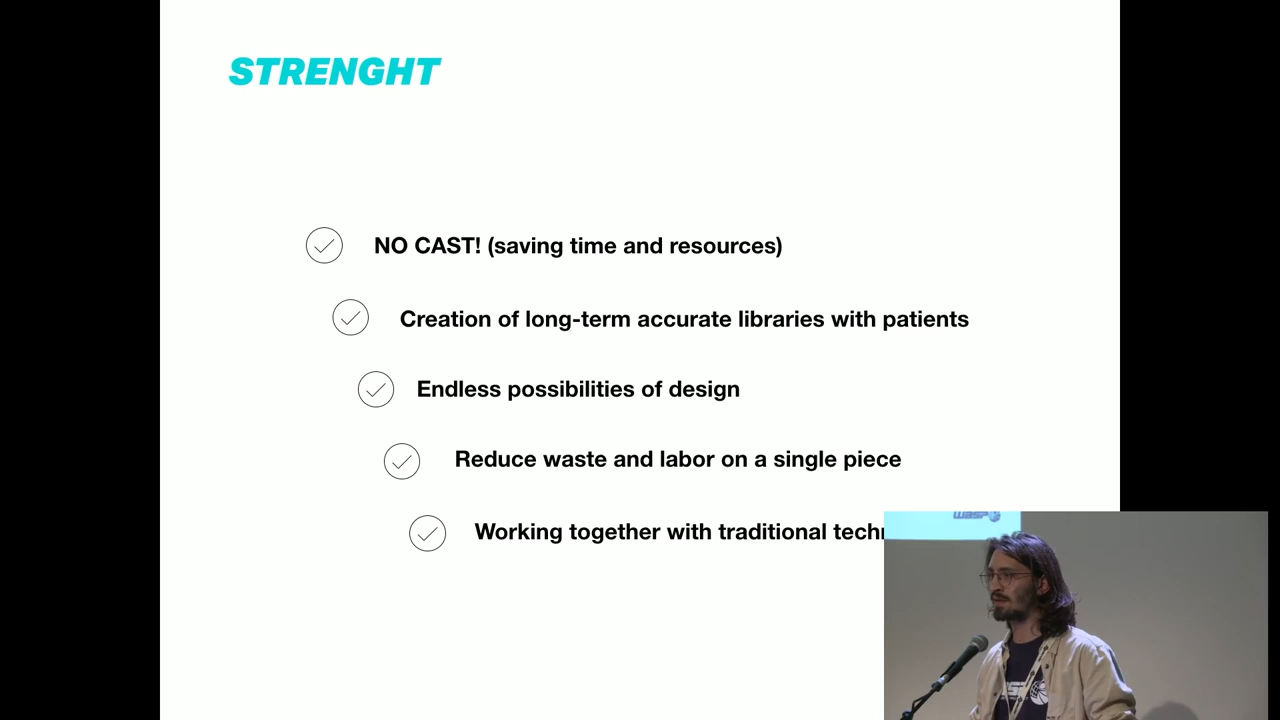 STRENGHT
NO CAST! (saving time and resources)
Creation of long-term accurate libraries with patients
Endless possibilities of design
Reduce waste and labor on a single piece
Working together with traditional
WASP